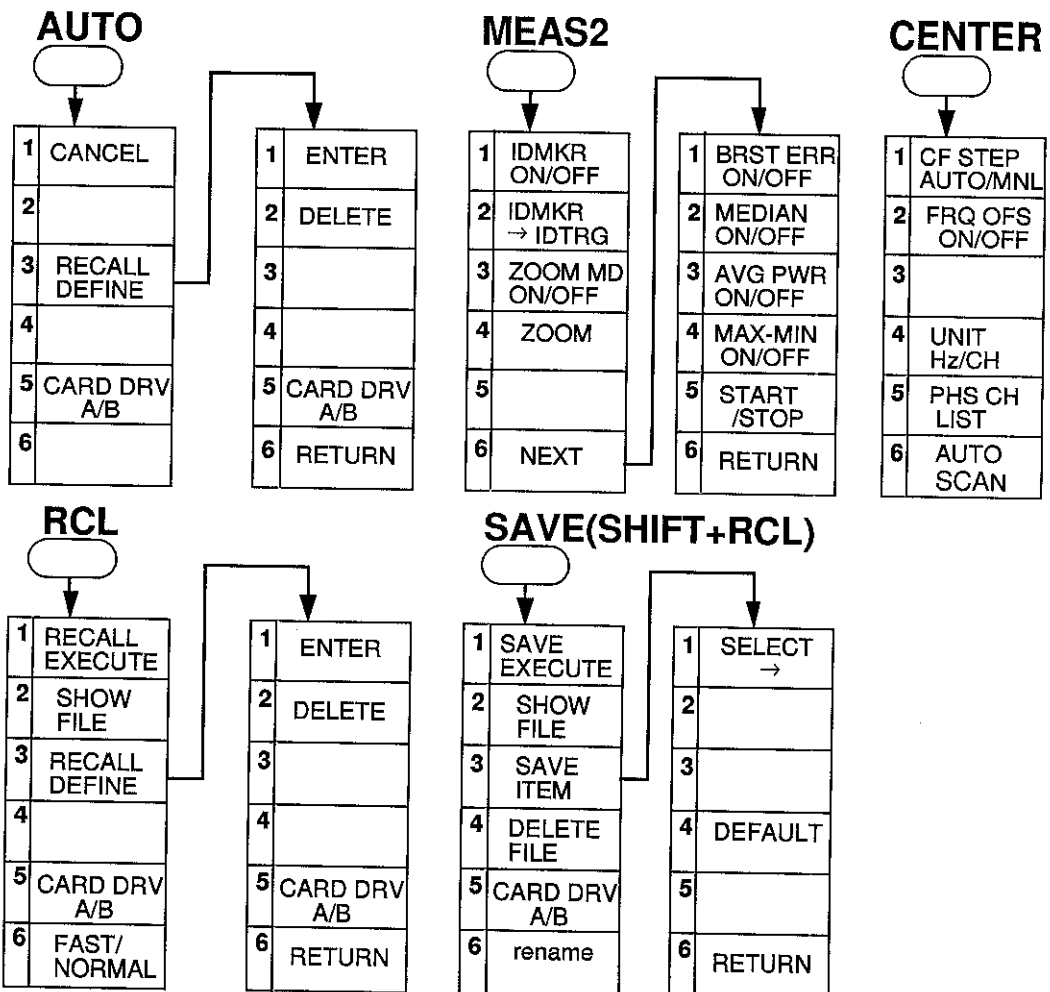 AUTO
1 CANCEL
2
3 RECALL
DEFINE
4
5 CARD DRV
A/B
6
1 ENTER
2 DELETE
3
4
5 CARD DRV
A/B
6 RETURN
MEAS2
1 IDMKR
ON/OFF
2 IDMKR
→ IDTRG
3 ZOOM MD
ON/OFF
4 ZOOM
5
6 NEXT
1 BRST ERR
ON/OFF
2 MEDIAN
ON/OFF
3 AVG PWR
ON/OFF
4 MAX-MIN
ON/OFF
5 START
/STOP
6 RETURN
CENTER
1 CF STEP
AUTO/MNL
2 FRQ OFS
ON/OFF
3
4 UNIT
Hz/CH
5 PHS CH
LIST
6 AUTO
SCAN
RCL
1 RECALL
EXECUTE
2 SHOW
FILE
3 RECALL
DEFINE
4
5 CARD DRV
A/B
6 FAST/
NORMAL
1 ENTER
2 DELETE
3
4
5 CARD DRV
A/B
6 RETURN
SAVE(SHIFT+RCL)
1 SAVE
EXECUTE
2 SHOW
FILE
3 SAVE
ITEM
4 DELETE
FILE
5 CARD DRV
A/B
6 rename
1 SELECT
→
2
3
4 DEFAULT
5
6 RETURN